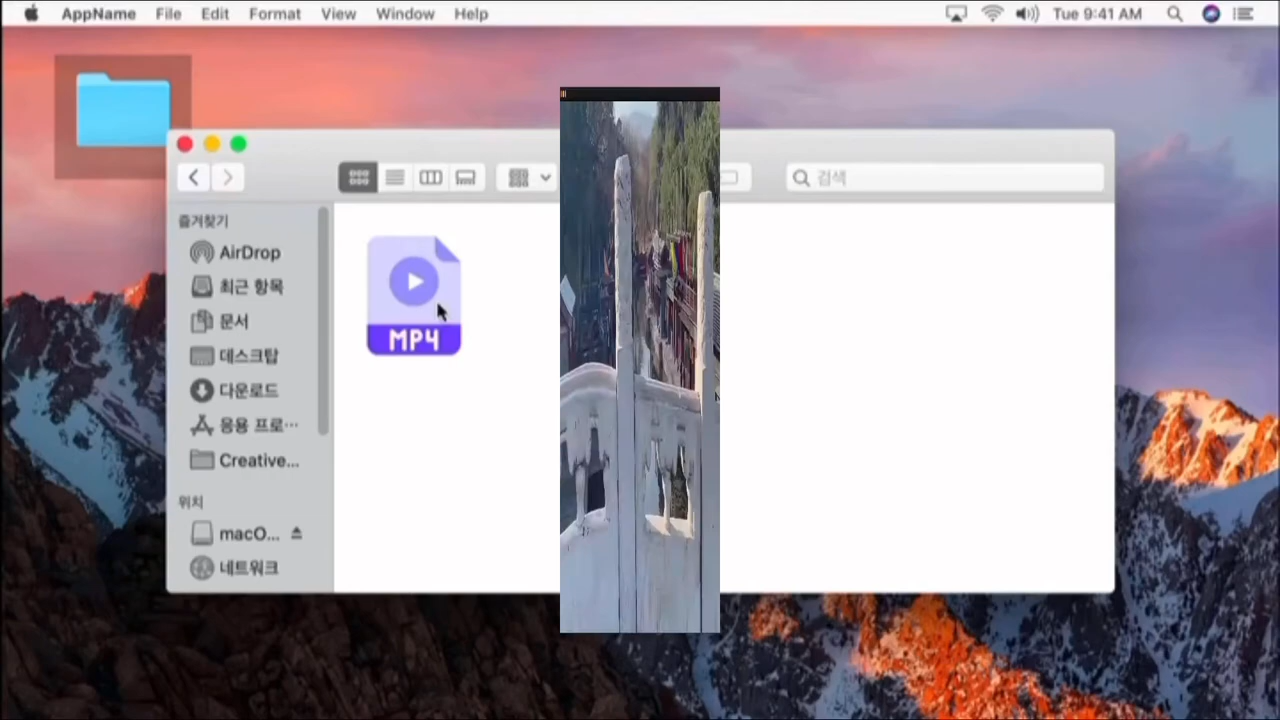 AppName File Edit Format View Window Help Tue 9:41 AM
검색
즐겨찾기
AirDrop
최근 항목
문서
MP4
데스크탑
다운로드
응용 프로…
Creative...
위치
macO...
네트워크